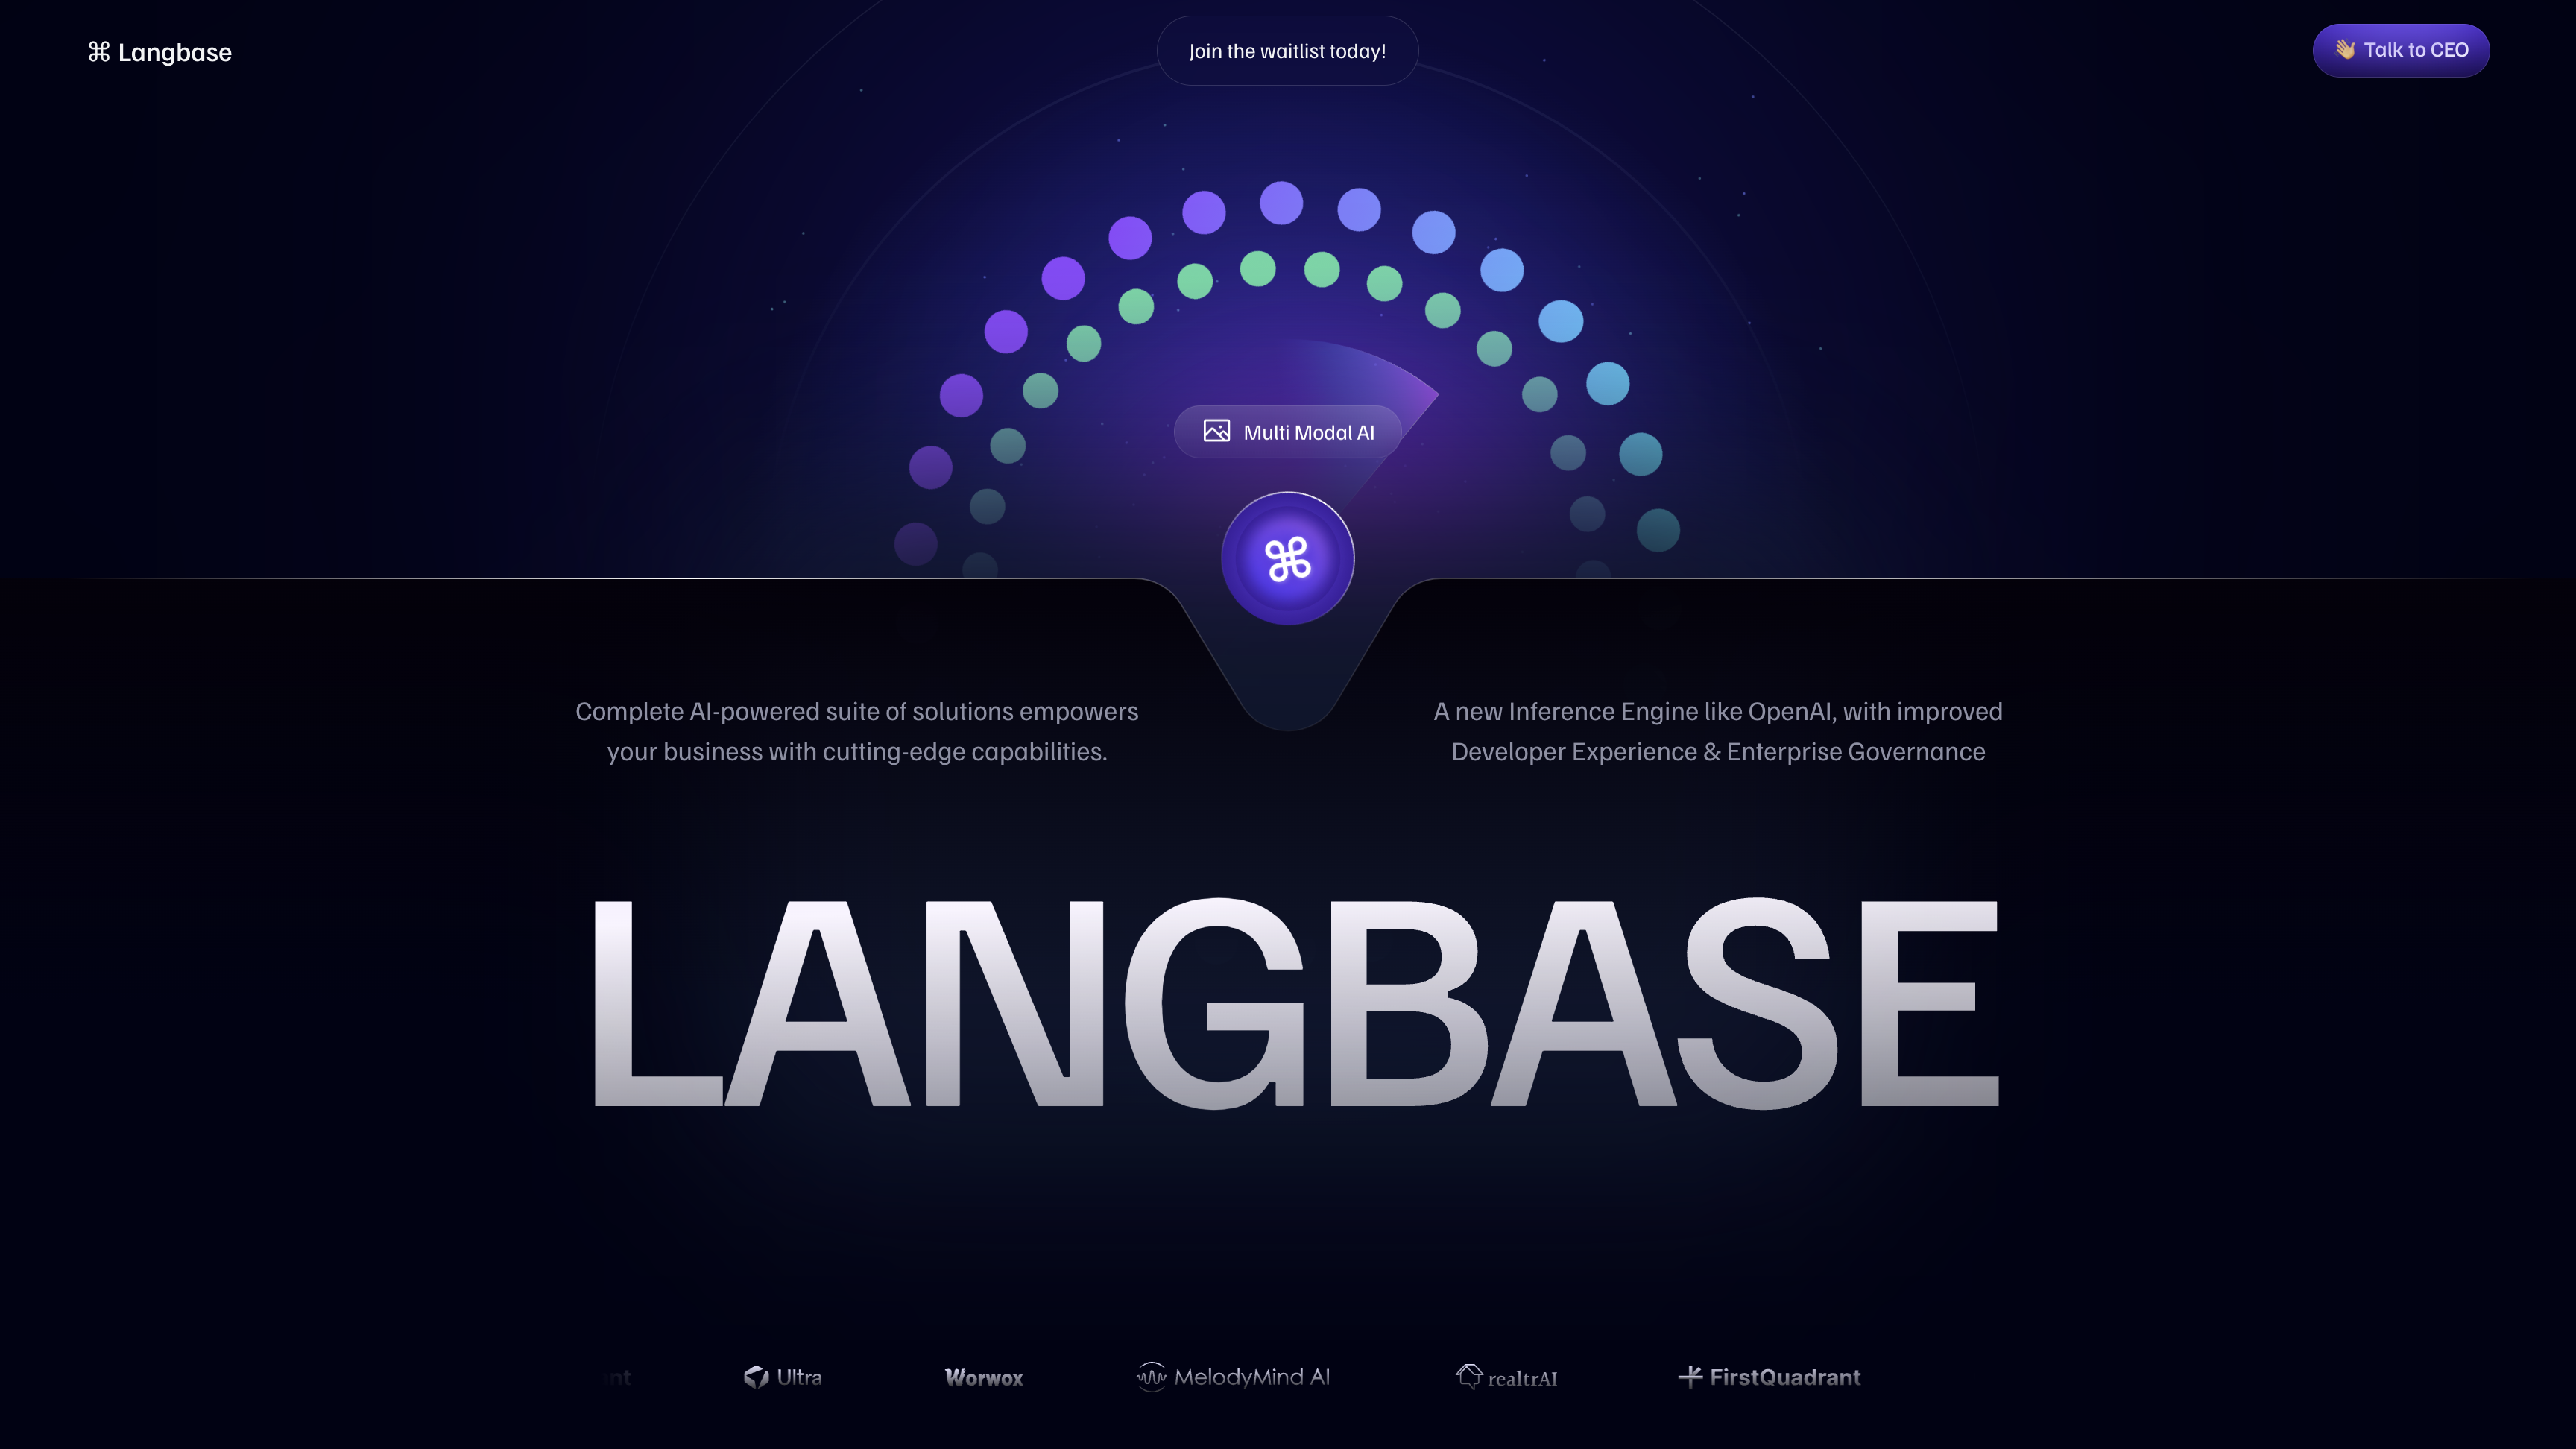 ⌘ Langbase
Join the waitlist today!
👋 Talk to CEO
Multi Modal AI
⌘
Complete AI-powered suite of solutions empowers
your business with cutting-edge capabilities.
A new Inference Engine like OpenAI, with improved
Developer Experience & Enterprise Governance
LANGBASE
Ultra
Worwox
MelodyMind AI
realtrAI
FirstQuadrant